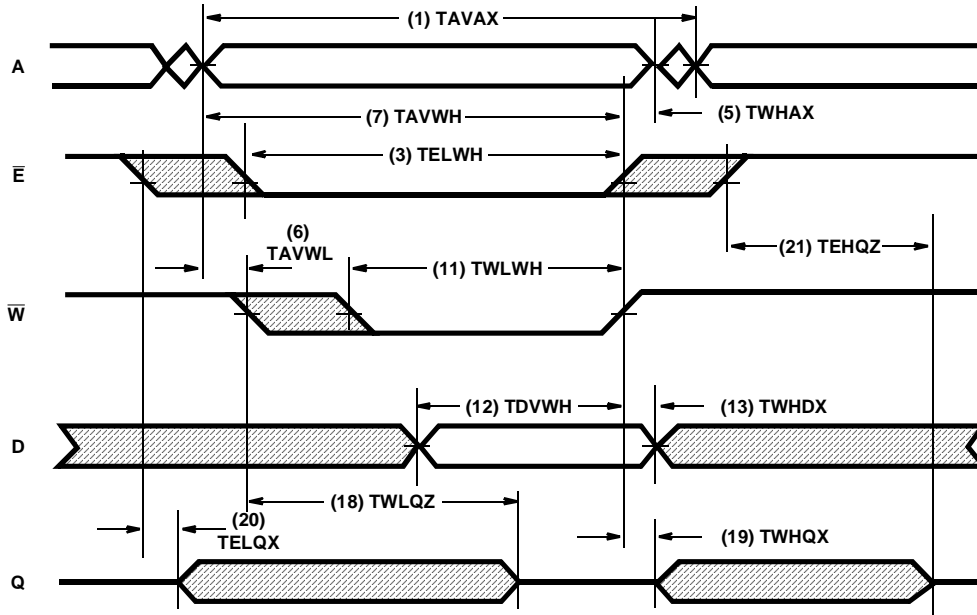 (1) TAVAX
A
(7) TAVWH
(5) TWHAX
(3) TELWH
E
(6)
TAVWL
(21) TEHQZ
(11) TWLWH
W
(12) TDVWH
(13) TWHDX
D
(18) TWLQZ
(20)
TELQX
(19) TWHQX
Q